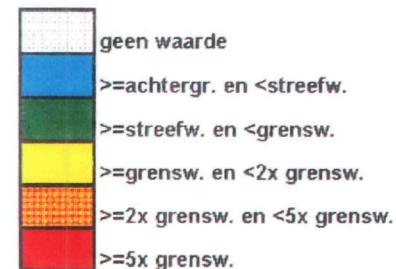 geen waarde
>=achtergr. en <streefw.
>=streefw. en <grensw.
>=grensw. en <2x grensw.
>=2x grensw. en <5x grensw.
>=5x grensw.